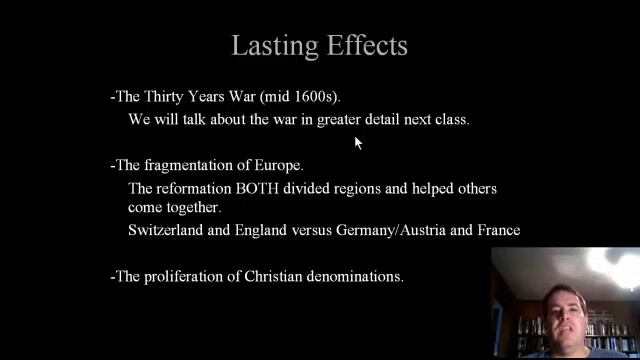 Lasting Effects
-The Thirty Years War (mid 1600s).
We will talk about the war in greater detail next class.
-The fragmentation of Europe.
The reformation BOTH divided regions and helped others
come together.
Switzerland and England versus Germany/Austria and France
-The proliferation of Christian denominations.